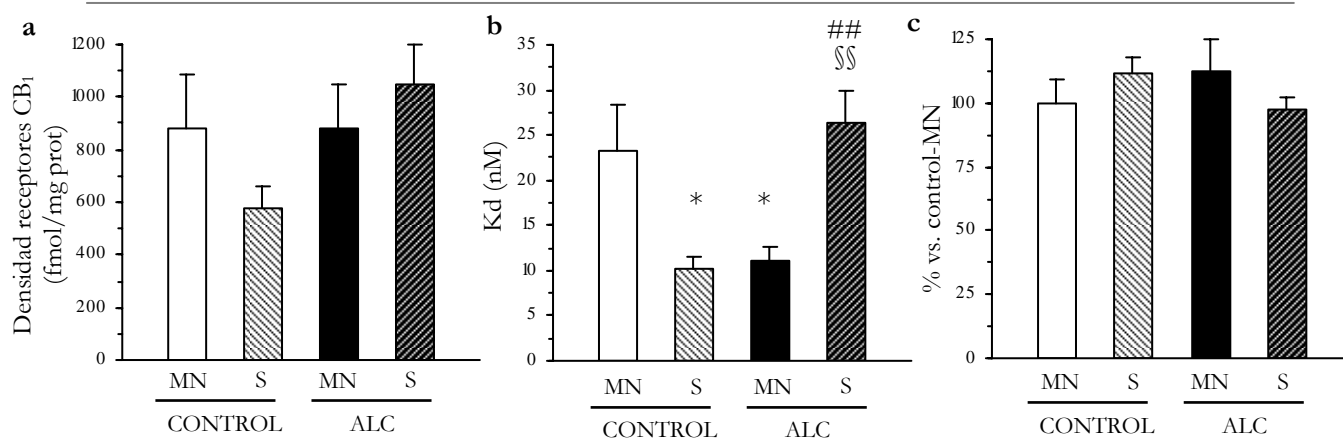 a
Densidad receptores CB₁
(fmol/mg prot)
1200
1000
800
600
400
200
0
MN S MN S
CONTROL ALC
b
Kd (nM)
35
30
25
20
15
10
5
0
* *
##
§§
MN S MN S
CONTROL ALC
c
% vs. control-MN
125
100
75
50
25
0
MN S MN S
CONTROL ALC